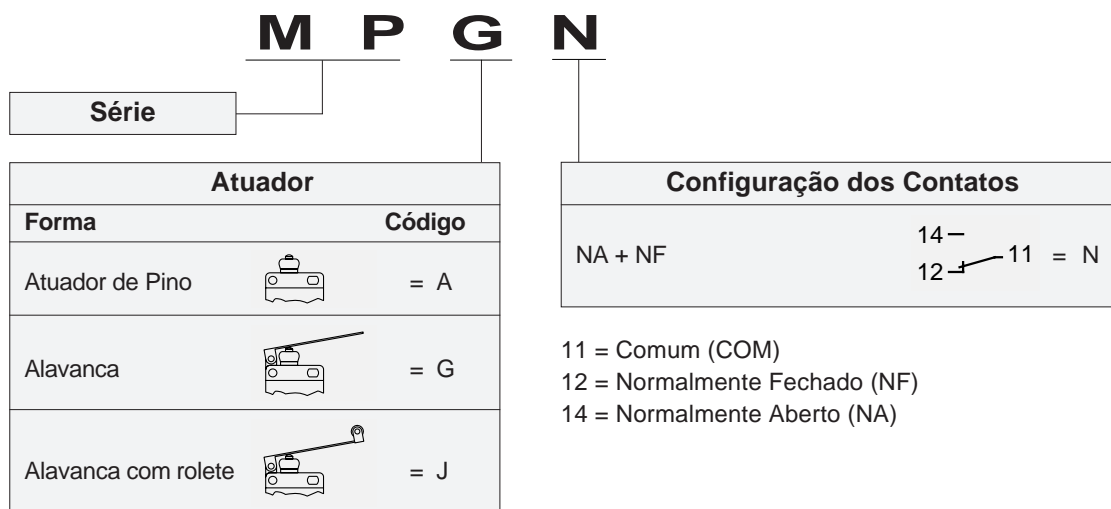 M P G N
Série
Atuador
Forma Código
Atuador de Pino = A
Alavanca = G
Alavanca com rolete = J
Configuração dos Contatos
14
NA + NF 11 = N
12
11 = Comum (COM)
12 = Normalmente Fechado (NF)
14 = Normalmente Aberto (NA)